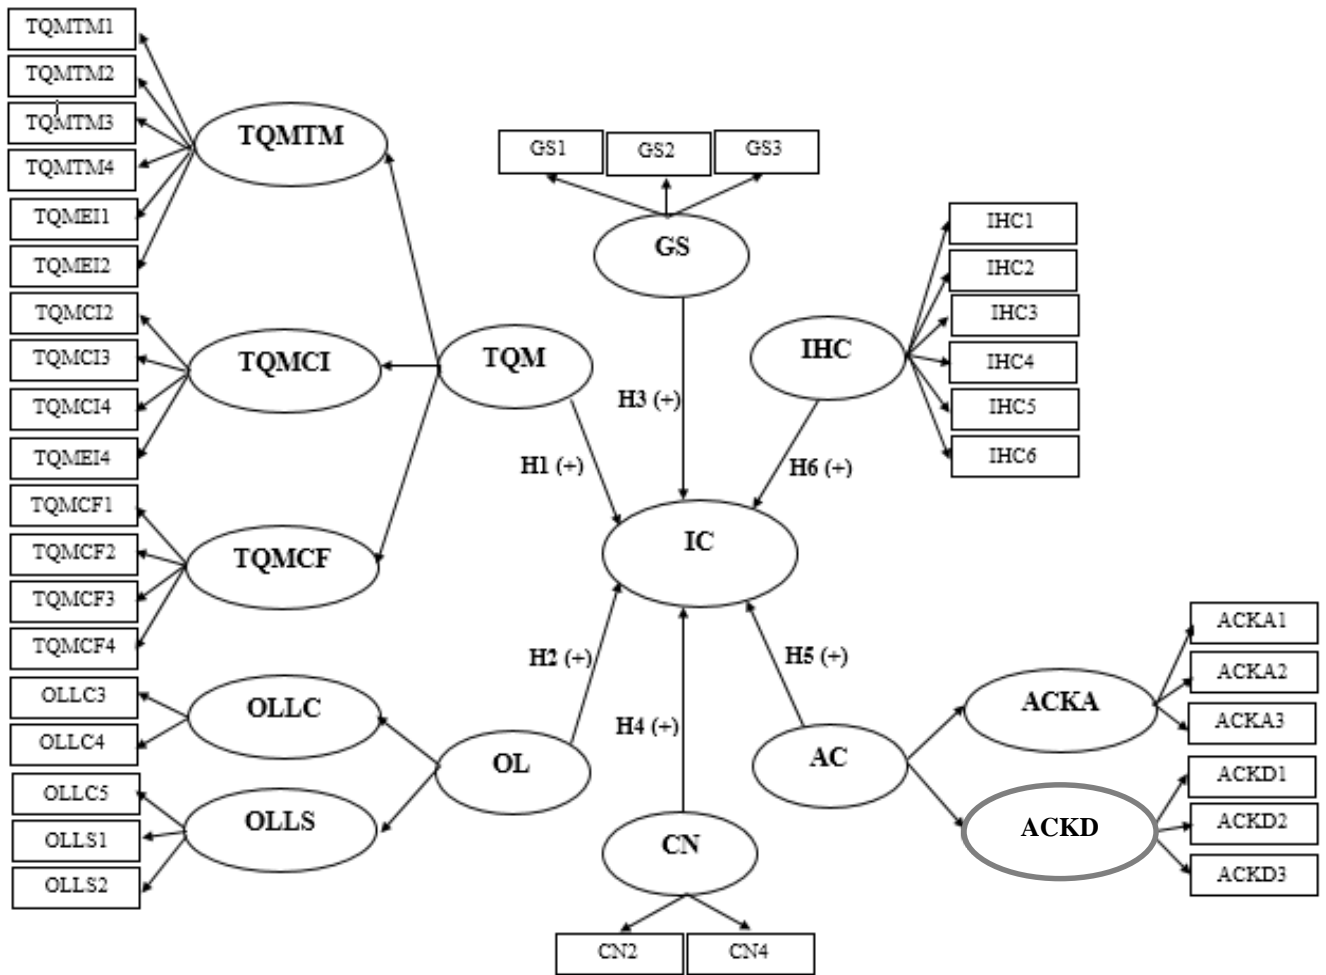 TQMTM1
TQMTM2
TQMTM3
TQMTM4
TQMEI1
TQMEI2
TQMCI2
TQMCI3
TQMCI4
TQMEI4
TQMCF1
TQMCF2
TQMCF3
TQMCF4
OLLC3
OLLC4
OLLC5
OLLS1
OLLS2
TQMTM
TQMCI
TQMCF
OLLC
OLLS
TQM
OL
GS1
GS2
GS3
GS
H3 (+)
H1 (+)
H6 (+)
IC
H2 (+)
H4 (+)
H5 (+)
CN
CN2
CN4
IHC
IHC1
IHC2
IHC3
IHC4
IHC5
IHC6
AC
ACKA
ACKD
ACKA1
ACKA2
ACKA3
ACKD1
ACKD2
ACKD3